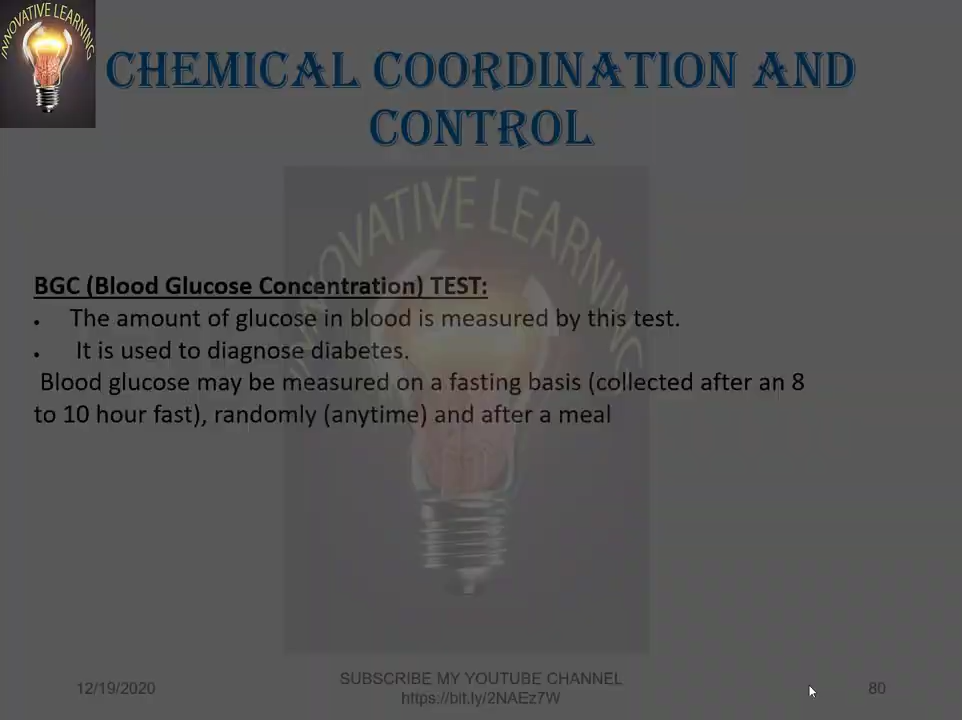 INNOVATIVE LEARNING
CHEMICAL COORDINATION AND
CONTROL
INNOVATIVE LEARNING
BGC (Blood Glucose Concentration) TEST:
• The amount of glucose in blood is measured by this test.
• It is used to diagnose diabetes.
Blood glucose may be measured on a fasting basis (collected after an 8
to 10 hour fast), randomly (anytime) and after a meal
12/19/2020
SUBSCRIBE MY YOUTUBE CHANNEL
https://bit.ly/2NAEz7W
80